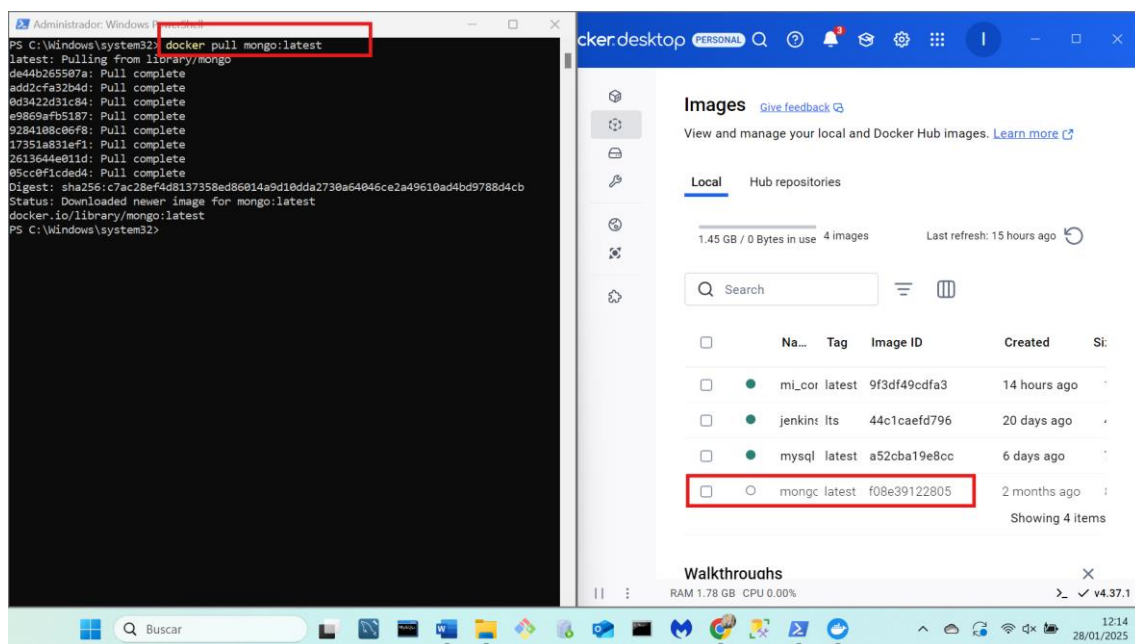 Administrador: Windows PowerShell
PS C:\Windows\system32> docker pull mongo:latest
latest: Pulling from library/mongo
de44b265507a: Pull complete
add2cfa32b4d: Pull complete
0d3422d31c84: Pull complete
e9869afb5187: Pull complete
9284108c06f8: Pull complete
17351a831ef1: Pull complete
2613644e011d: Pull complete
05cc0f1cded4: Pull complete
Digest: sha256:c7ac28ef4d8137358ed86014a9d10dda2730a64046ce2a49610ad4bd9788d4cb
Status: Downloaded newer image for mongo:latest
docker.io/library/mongo:latest
PS C:\Windows\system32>
cker.desktop PERSONAL 3 I
Images Give feedback
View and manage your local and Docker Hub images. Learn more
Local Hub repositories
1.45 GB / 0 Bytes in use 4 images Last refresh: 15 hours ago
Search
Na... Tag Image ID Created Si
mi_cor latest 9f3df49cdfa3 14 hours ago
jenkins lts 44c1caefd796 20 days ago
mysql latest a52cba19e8cc 6 days ago
mongc latest f08e39122805 2 months ago
Showing 4 items
Walkthroughs
RAM 1.78 GB CPU 0.00% v4.37.1
Buscar
12:14
28/01/2025